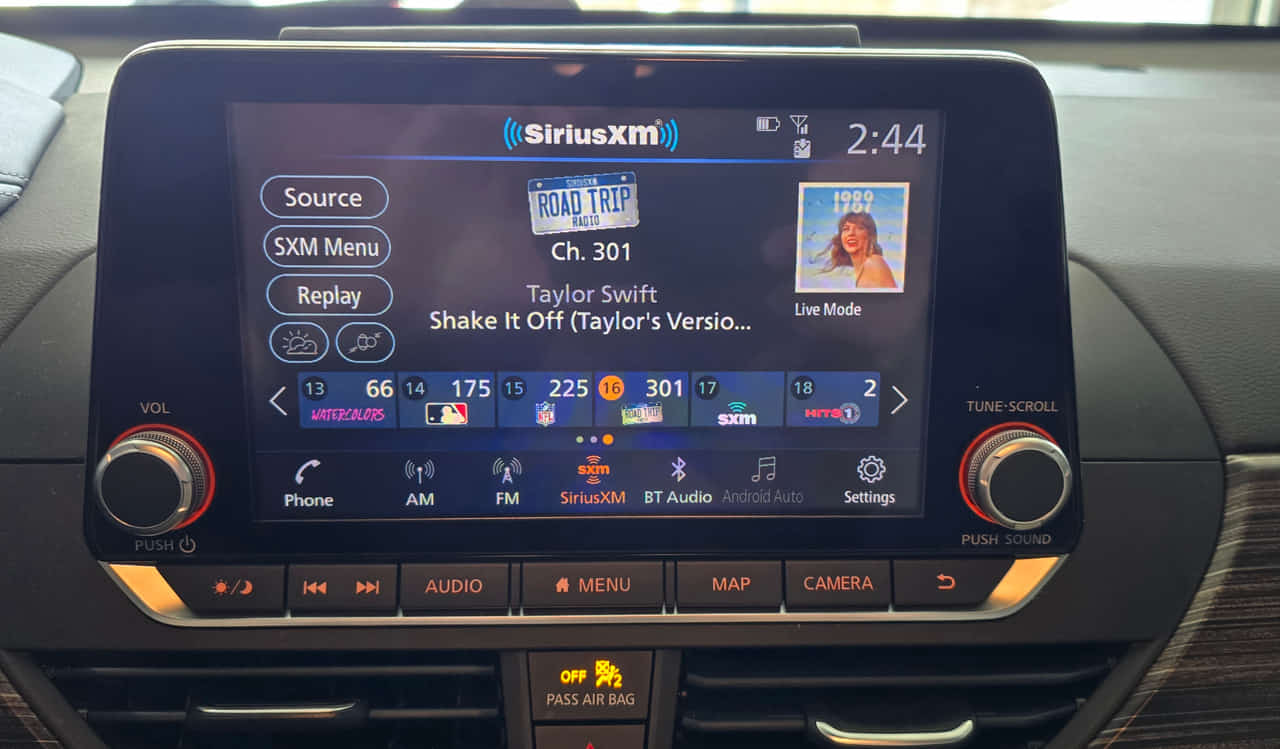 SiriusXM®
2:44
Source
SIRIUSXM
ROAD TRIP
RADIO
1989
SXM Menu
Ch. 301
Replay
Taylor Swift
Live Mode
Shake It Off (Taylor's Versio...
13 66 14 175 15 225 16 301 17 18 2
WATERCOLORS NFL ROAD TRIP sxm HITS 1
sxm
Phone AM FM SiriusXM BT Audio Android Auto Settings
VOL
TUNE·SCROLL
PUSH
PUSH SOUND
AUDIO MENU MAP CAMERA
OFF 2
PASS AIR BAG